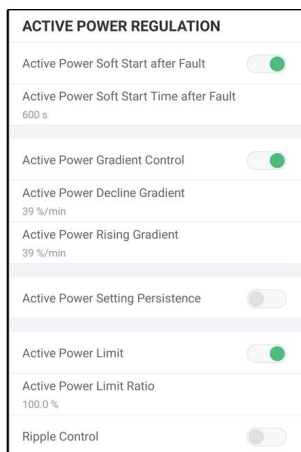 ACTIVE POWER REGULATION
Active Power Soft Start after Fault
Active Power Soft Start Time after Fault
600 s
Active Power Gradient Control
Active Power Decline Gradient
39 %/min
Active Power Rising Gradient
39 %/min
Active Power Setting Persistence
Active Power Limit
Active Power Limit Ratio
100.0 %
Ripple Control